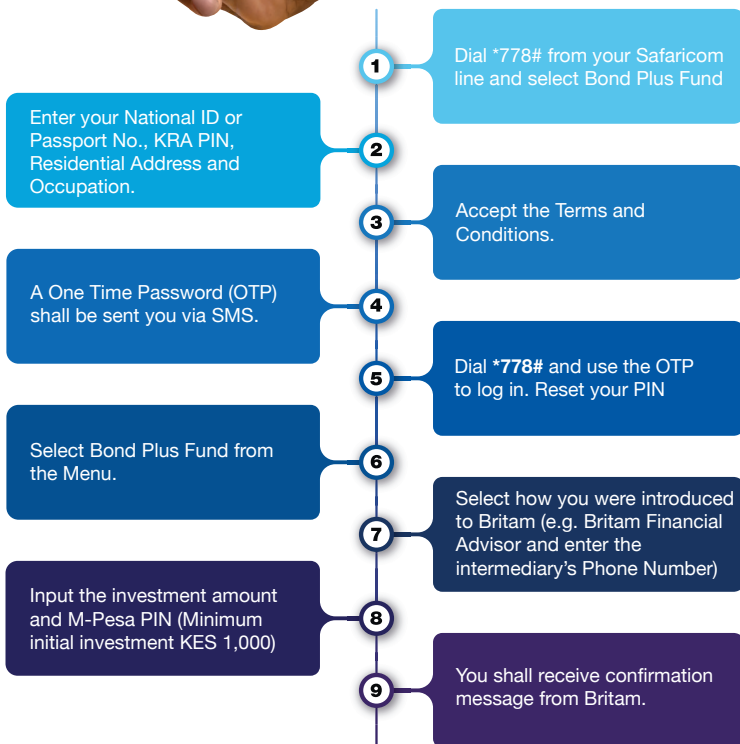 1
Dial *778# from your Safaricom
line and select Bond Plus Fund
Enter your National ID or
Passport No., KRA PIN,
Residential Address and
Occupation.
2
3
Accept the Terms and
Conditions.
A One Time Password (OTP)
shall be sent you via SMS.
4
5
Dial *778# and use the OTP
to log in. Reset your PIN
Select Bond Plus Fund from
the Menu.
6
7
Select how you were introduced
to Britam (e.g. Britam Financial
Advisor and enter the
intermediary's Phone Number)
Input the investment amount
and M-Pesa PIN (Minimum
initial investment KES 1,000)
8
9
You shall receive confirmation
message from Britam.